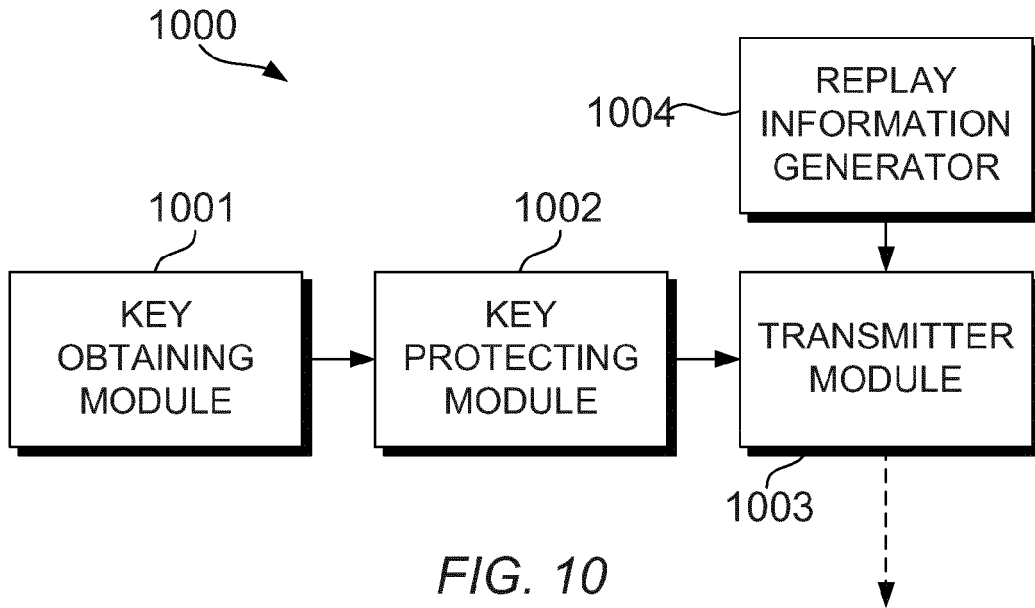 1000
1004
REPLAY
INFORMATION
GENERATOR
1001
1002
KEY
OBTAINING
MODULE
KEY
PROTECTING
MODULE
TRANSMITTER
MODULE
1003
FIG. 10